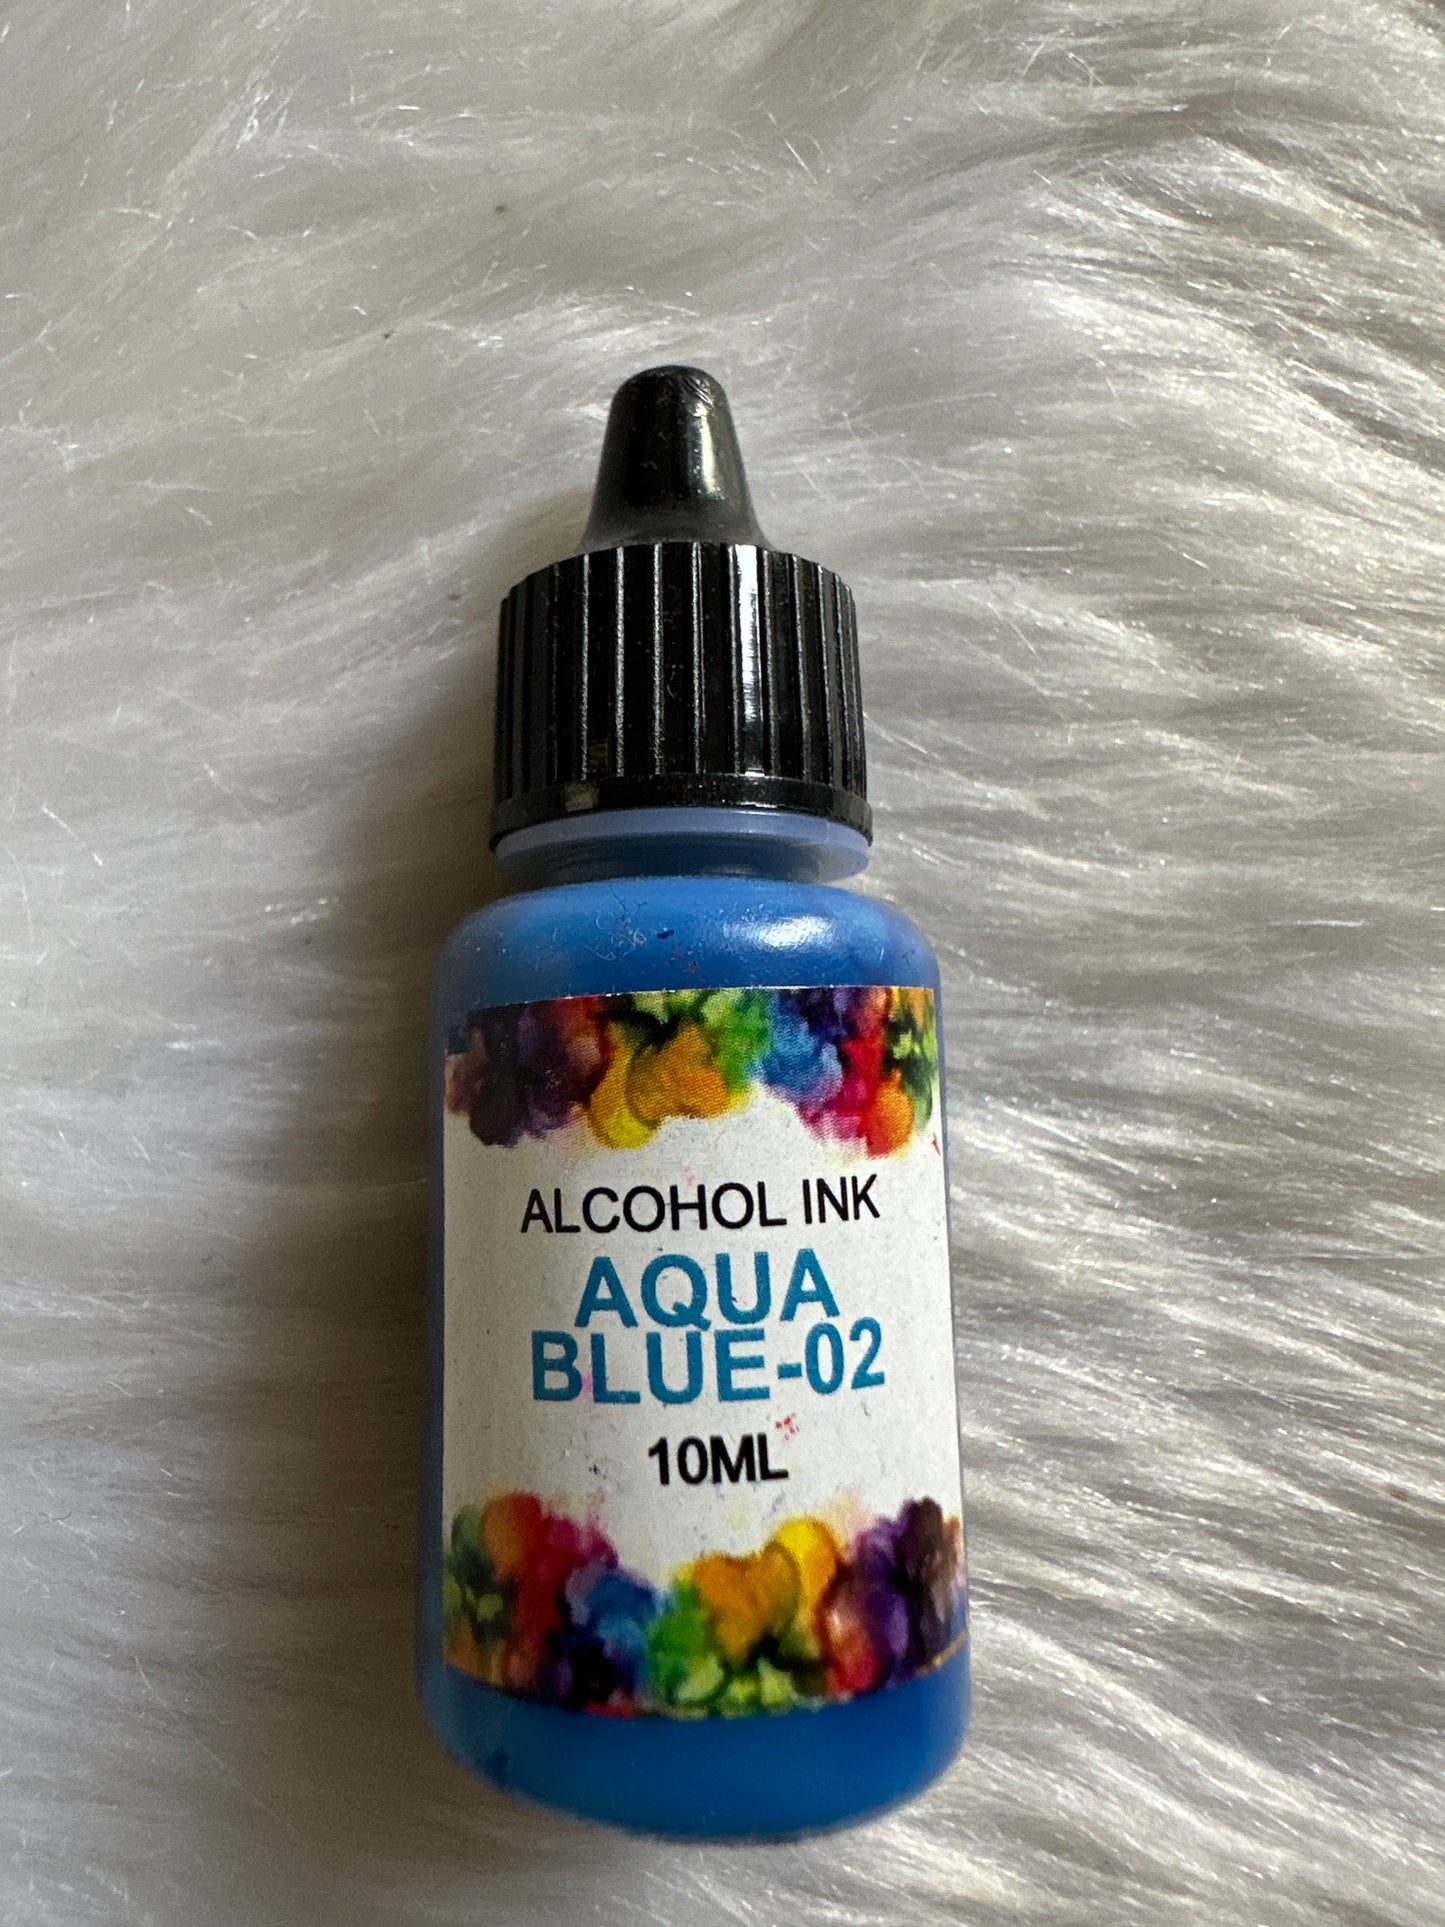 ALCOHOL INK
AQUA
BLUE-02
10ML